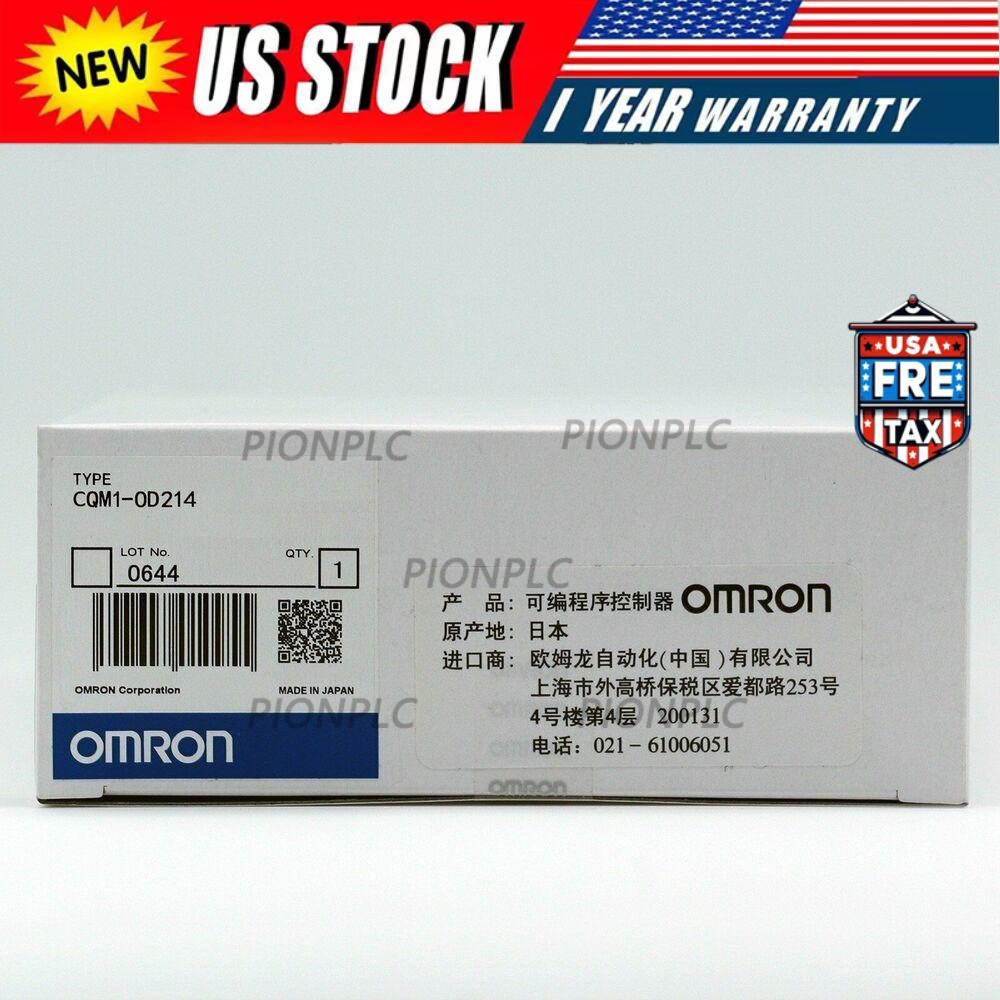 NEW
US STOCK
1 YEAR WARRANTY
USA
FRE
TAX
PIONPLC
PIONPLC
TYPE
CQM1-OD214
LOT No.
0644
QTY.
1
PIONPLC
OMRON Corporation
MADE IN JAPAN
OMRON
产 品：可编程序控制器 OMRON
原产地：日本
进口商：欧姆龙自动化(中国)有限公司
上海市外高桥保税区爱都路253号
4号楼第4层 200131
电话：021-61006051
PIONPLC
PIONPLC
OMRON